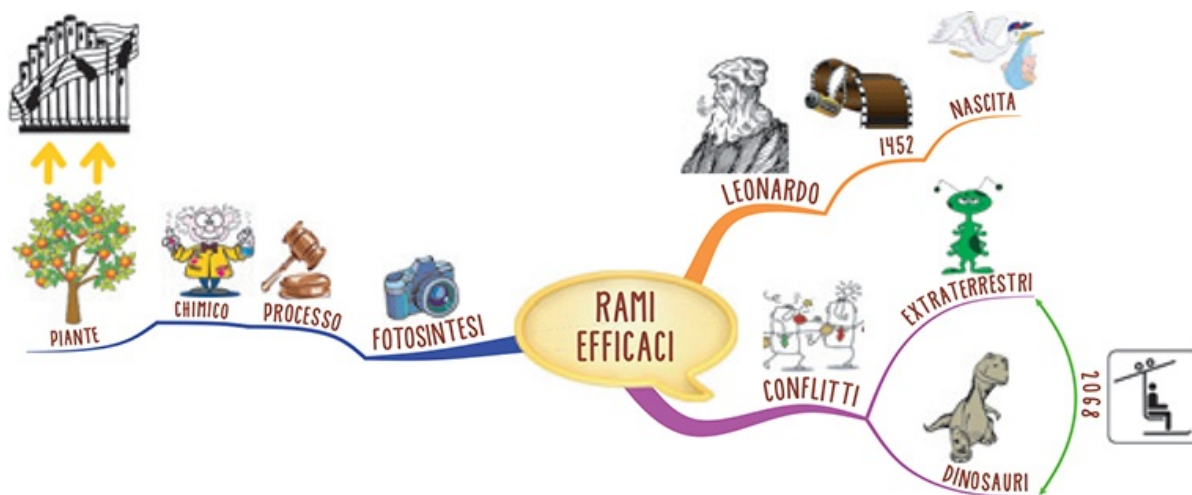 RAMI
EFFICACI
LEONARDO
1452
NASCITA
CONFLITTI
EXTRATERRESTRI
DINOSAURI
2068
FOTOSINTESI
PROCESSO
CHIMICO
PIANTE